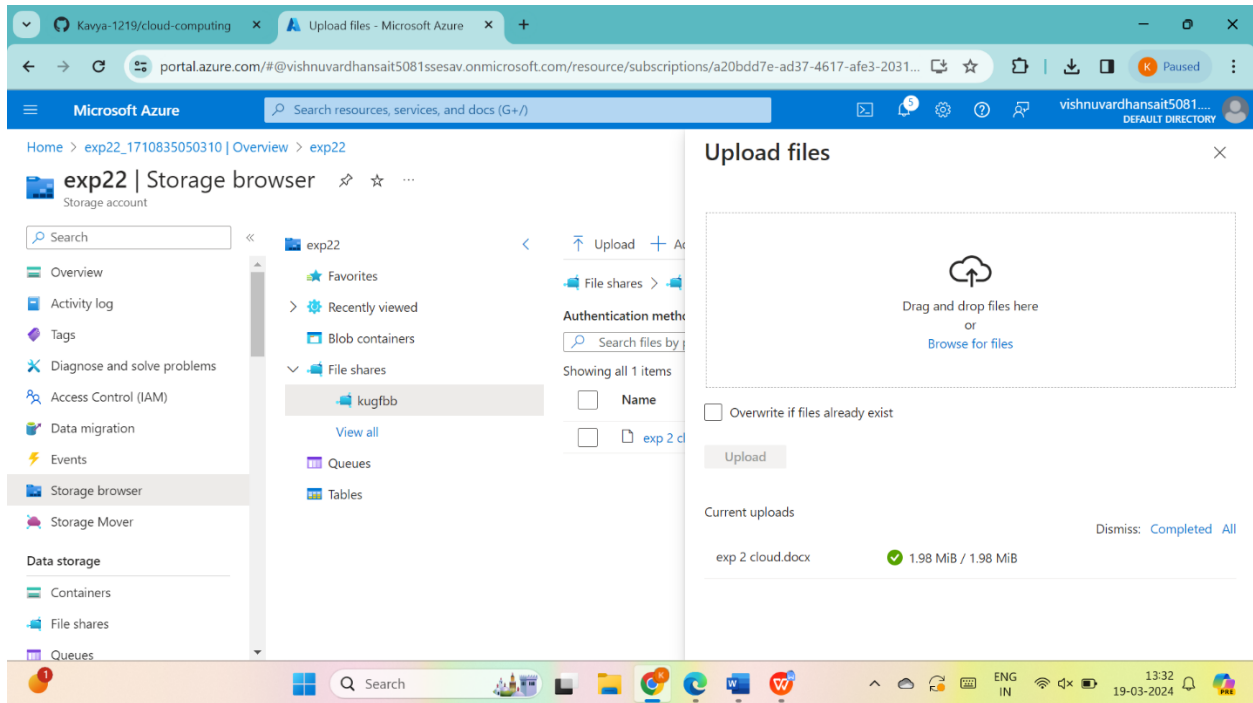 Kavya-1219/cloud-computing
Upload files - Microsoft Azure
portal.azure.com/#@vishnuvardhansait5081ssesav.onmicrosoft.com/resource/subscriptions/a20bdd7e-ad37-4617-afe3-2031...
K Paused
Microsoft Azure
Search resources, services, and docs (G+/)
5
vishnuvardhansait5081....
DEFAULT DIRECTORY
Home > exp22_1710835050310 | Overview > exp22
exp22 | Storage browser
Storage account
Search
Overview
Activity log
Tags
Diagnose and solve problems
Access Control (IAM)
Data migration
Events
Storage browser
Storage Mover
Data storage
Containers
File shares
Queues
exp22
Favorites
Recently viewed
Blob containers
File shares
kugfbb
View all
Queues
Tables
Upload
File shares >
Authentication
Search files by
Showing all 1 items
Name
exp 2
Upload files
Drag and drop files here
or
Browse for files
Overwrite if files already exist
Upload
Current uploads
Dismiss: Completed All
exp 2 cloud.docx 1.98 MiB / 1.98 MiB
1
Search
ENG
IN
13:32
19-03-2024
PRE